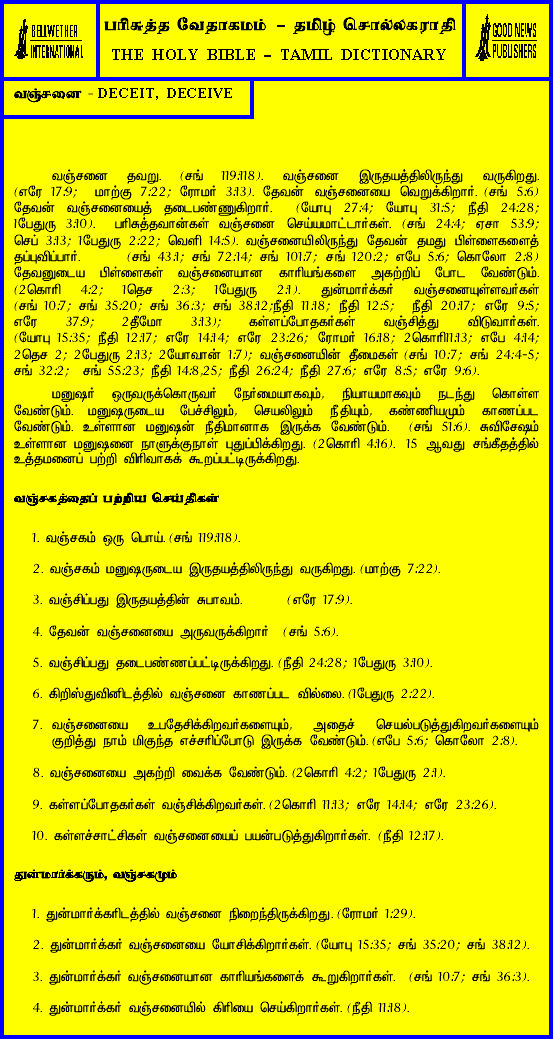 BELLWETHER
INTERNATIONAL
பரிசுத்த வேதாகமம் – தமிழ் சொல்லகராதி
THE HOLY BIBLE – TAMIL DICTIONARY
GOOD NEWS
PUBLISHERS
வஞ்சனை - DECEIT, DECEIVE
வஞ்சனை தவறு. (சங் 119:118). வஞ்சனை இருதயத்திலிருந்து வருகிறது.
(எரே 17:9; மாற்கு 7:22; ரோமர் 3:13). தேவன் வஞ்சனையை வெறுக்கிறார். (சங் 5:6)
தேவன் வஞ்சனையைத் தடைபண்ணுகிறார். (யோபு 27:4; யோபு 31:5; நீதி 24:28;
1பேதுரு 3:10). பரிசுத்தவான்கள் வஞ்சனை செய்யமாட்டார்கள். (சங் 24:4; ஏசா 53:9;
செப் 3:13; 1பேதுரு 2:22; வெளி 14:5). வஞ்சனையிலிருந்து தேவன் தமது பிள்ளைகளைத்
தப்புவிப்பார். (சங் 43:1; சங் 72:14; சங் 101:7; சங் 120:2; எபே 5:6; கொலோ 2:8)
தேவனுடைய பிள்ளைகள் வஞ்சனையான காரியங்களை அகற்றிப் போட வேண்டும்.
(2கொரி 4:2; 1தெச 2:3; 1பேதுரு 2:1). துன்மார்க்கர் வஞ்சனையுள்ளவர்கள்
(சங் 10:7; சங் 35:20; சங் 36:3; சங் 38:12;நீதி 11:18; நீதி 12:5; நீதி 20:17; எரே 9:5;
எரே 37:9; 2தீமோ 3:13); கள்ளப்போதகர்கள் வஞ்சித்து விடுவார்கள்.
(யோபு 15:35; நீதி 12:17; எரே 14:14; எரே 23:26; ரோமர் 16:18; 2கொரி11:13; எபே 4:14;
2தெச 2; 2பேதுரு 2:13; 2யோவான் 1:7); வஞ்சனையின் தீமைகள் (சங் 10:7; சங் 24:4-5;
சங் 32:2; சங் 55:23; நீதி 14:8,25; நீதி 26:24; நீதி 27:6; எரே 8:5; எரே 9:6).
மனுஷர் ஒருவருக்கொருவர் நேர்மையாகவும், நியாயமாகவும் நடந்து கொள்ள
வேண்டும். மனுஷருடைய பேச்சிலும், செயலிலும் நீதியும், கண்ணியமும் காணப்பட
வேண்டும். உள்ளான மனுஷன் நீதிமானாக இருக்க வேண்டும். (சங் 51:6). சுவிசேஷம்
உள்ளான மனுஷனை நாளுக்குநாள் புதுப்பிக்கிறது. (2கொரி 4:16). 15 ஆவது சங்கீதத்தில்
உத்தமனைப் பற்றி விரிவாகக் கூறப்பட்டிருக்கிறது.
வஞ்சகத்தைப் பற்றிய செய்திகள்
1. வஞ்சகம் ஒரு பொய். (சங் 119:118).
2. வஞ்சகம் மனுஷருடைய இருதயத்திலிருந்து வருகிறது. (மாற்கு 7:22).
3. வஞ்சிப்பது இருதயத்தின் சுபாவம். (எரே 17:9).
4. தேவன் வஞ்சனையை அருவருக்கிறார் (சங் 5:6).
5. வஞ்சிப்பது தடைபண்ணப்பட்டிருக்கிறது. (நீதி 24:28; 1பேதுரு 3:10).
6. கிறிஸ்துவினிடத்தில் வஞ்சனை காணப்பட வில்லை. (1பேதுரு 2:22).
7. வஞ்சனையை உபதேசிக்கிறவர்களையும், அதைச் செயல்படுத்துகிறவர்களையும்
குறித்து நாம் மிகுந்த எச்சரிப்போடு இருக்க வேண்டும். (எபே 5:6; கொலோ 2:8).
8. வஞ்சனையை அகற்றி வைக்க வேண்டும். (2கொரி 4:2; 1பேதுரு 2:1).
9. கள்ளப்போதகர்கள் வஞ்சிக்கிறவர்கள். (2கொரி 11:13; எரே 14:14; எரே 23:26).
10. கள்ளச்சாட்சிகள் வஞ்சனையைப் பயன்படுத்துகிறார்கள். (நீதி 12:17).
துன்மார்க்கரும், வஞ்சகமும்
1. துன்மார்க்கரிடத்தில் வஞ்சனை நிறைந்திருக்கிறது. (ரோமர் 1:29).
2. துன்மார்க்கர் வஞ்சனையை யோசிக்கிறார்கள். (யோபு 15:35; சங் 35:20; சங் 38:12).
3. துன்மார்க்கர் வஞ்சனையான காரியங்களைக் கூறுகிறார்கள். (சங் 10:7; சங் 36:3).
4. துன்மார்க்கர் வஞ்சனையில் கிரியை செய்கிறார்கள். (நீதி 11:18).